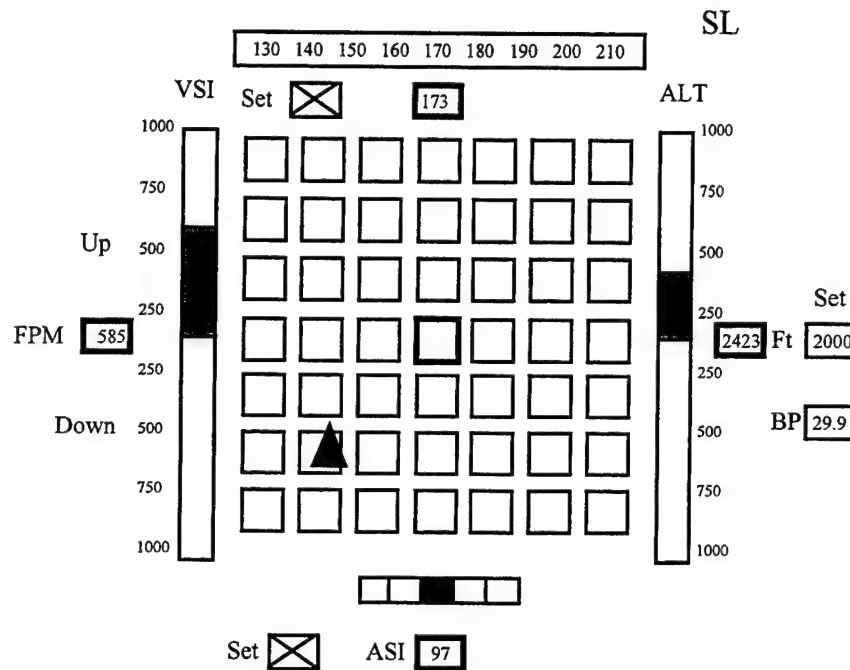 SL
130 140 150 160 170 180 190 200 210
VSI Set 173 ALT
1000 1000
750 750
Up
500 500
250 250
Set
FPM 585 2423 Ft 2000
250 250
Down 500 500
BP 29.9
750 750
1000 1000
Set ASI 97